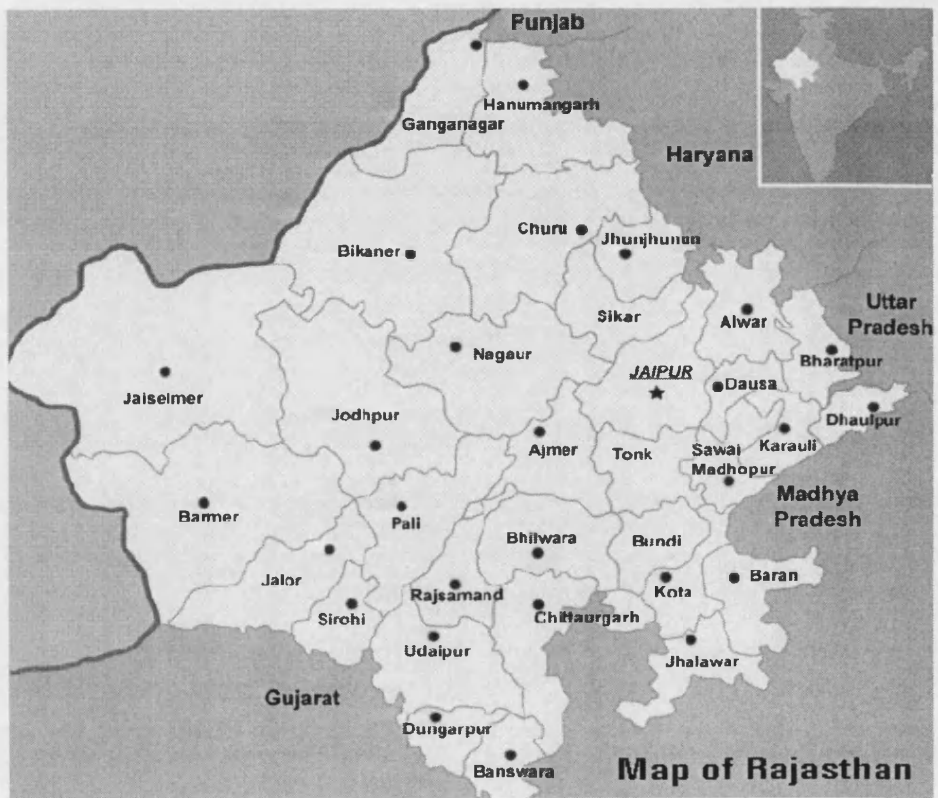 Punjab
Hanumangarh
Ganganagar
Haryana
Churu
Jhunjhunun
Bikaner
Sikar
Alwar
Uttar
Pradesh
Nagaur
Bharatpur
JAIPUR
Dausa
Jaiselmer
Jodhpur
Dhaulpur
Ajmer
Tonk
Sawai
Madhopur
Karauli
Madhya
Pradesh
Barmer
Pali
Bhilwara
Bundi
Jalor
Rajsamand
Kota
Baran
Sirohi
Chittaurgarh
Udaipur
Jhalawar
Gujarat
Dungarpur
Banswara
Map of Rajasthan